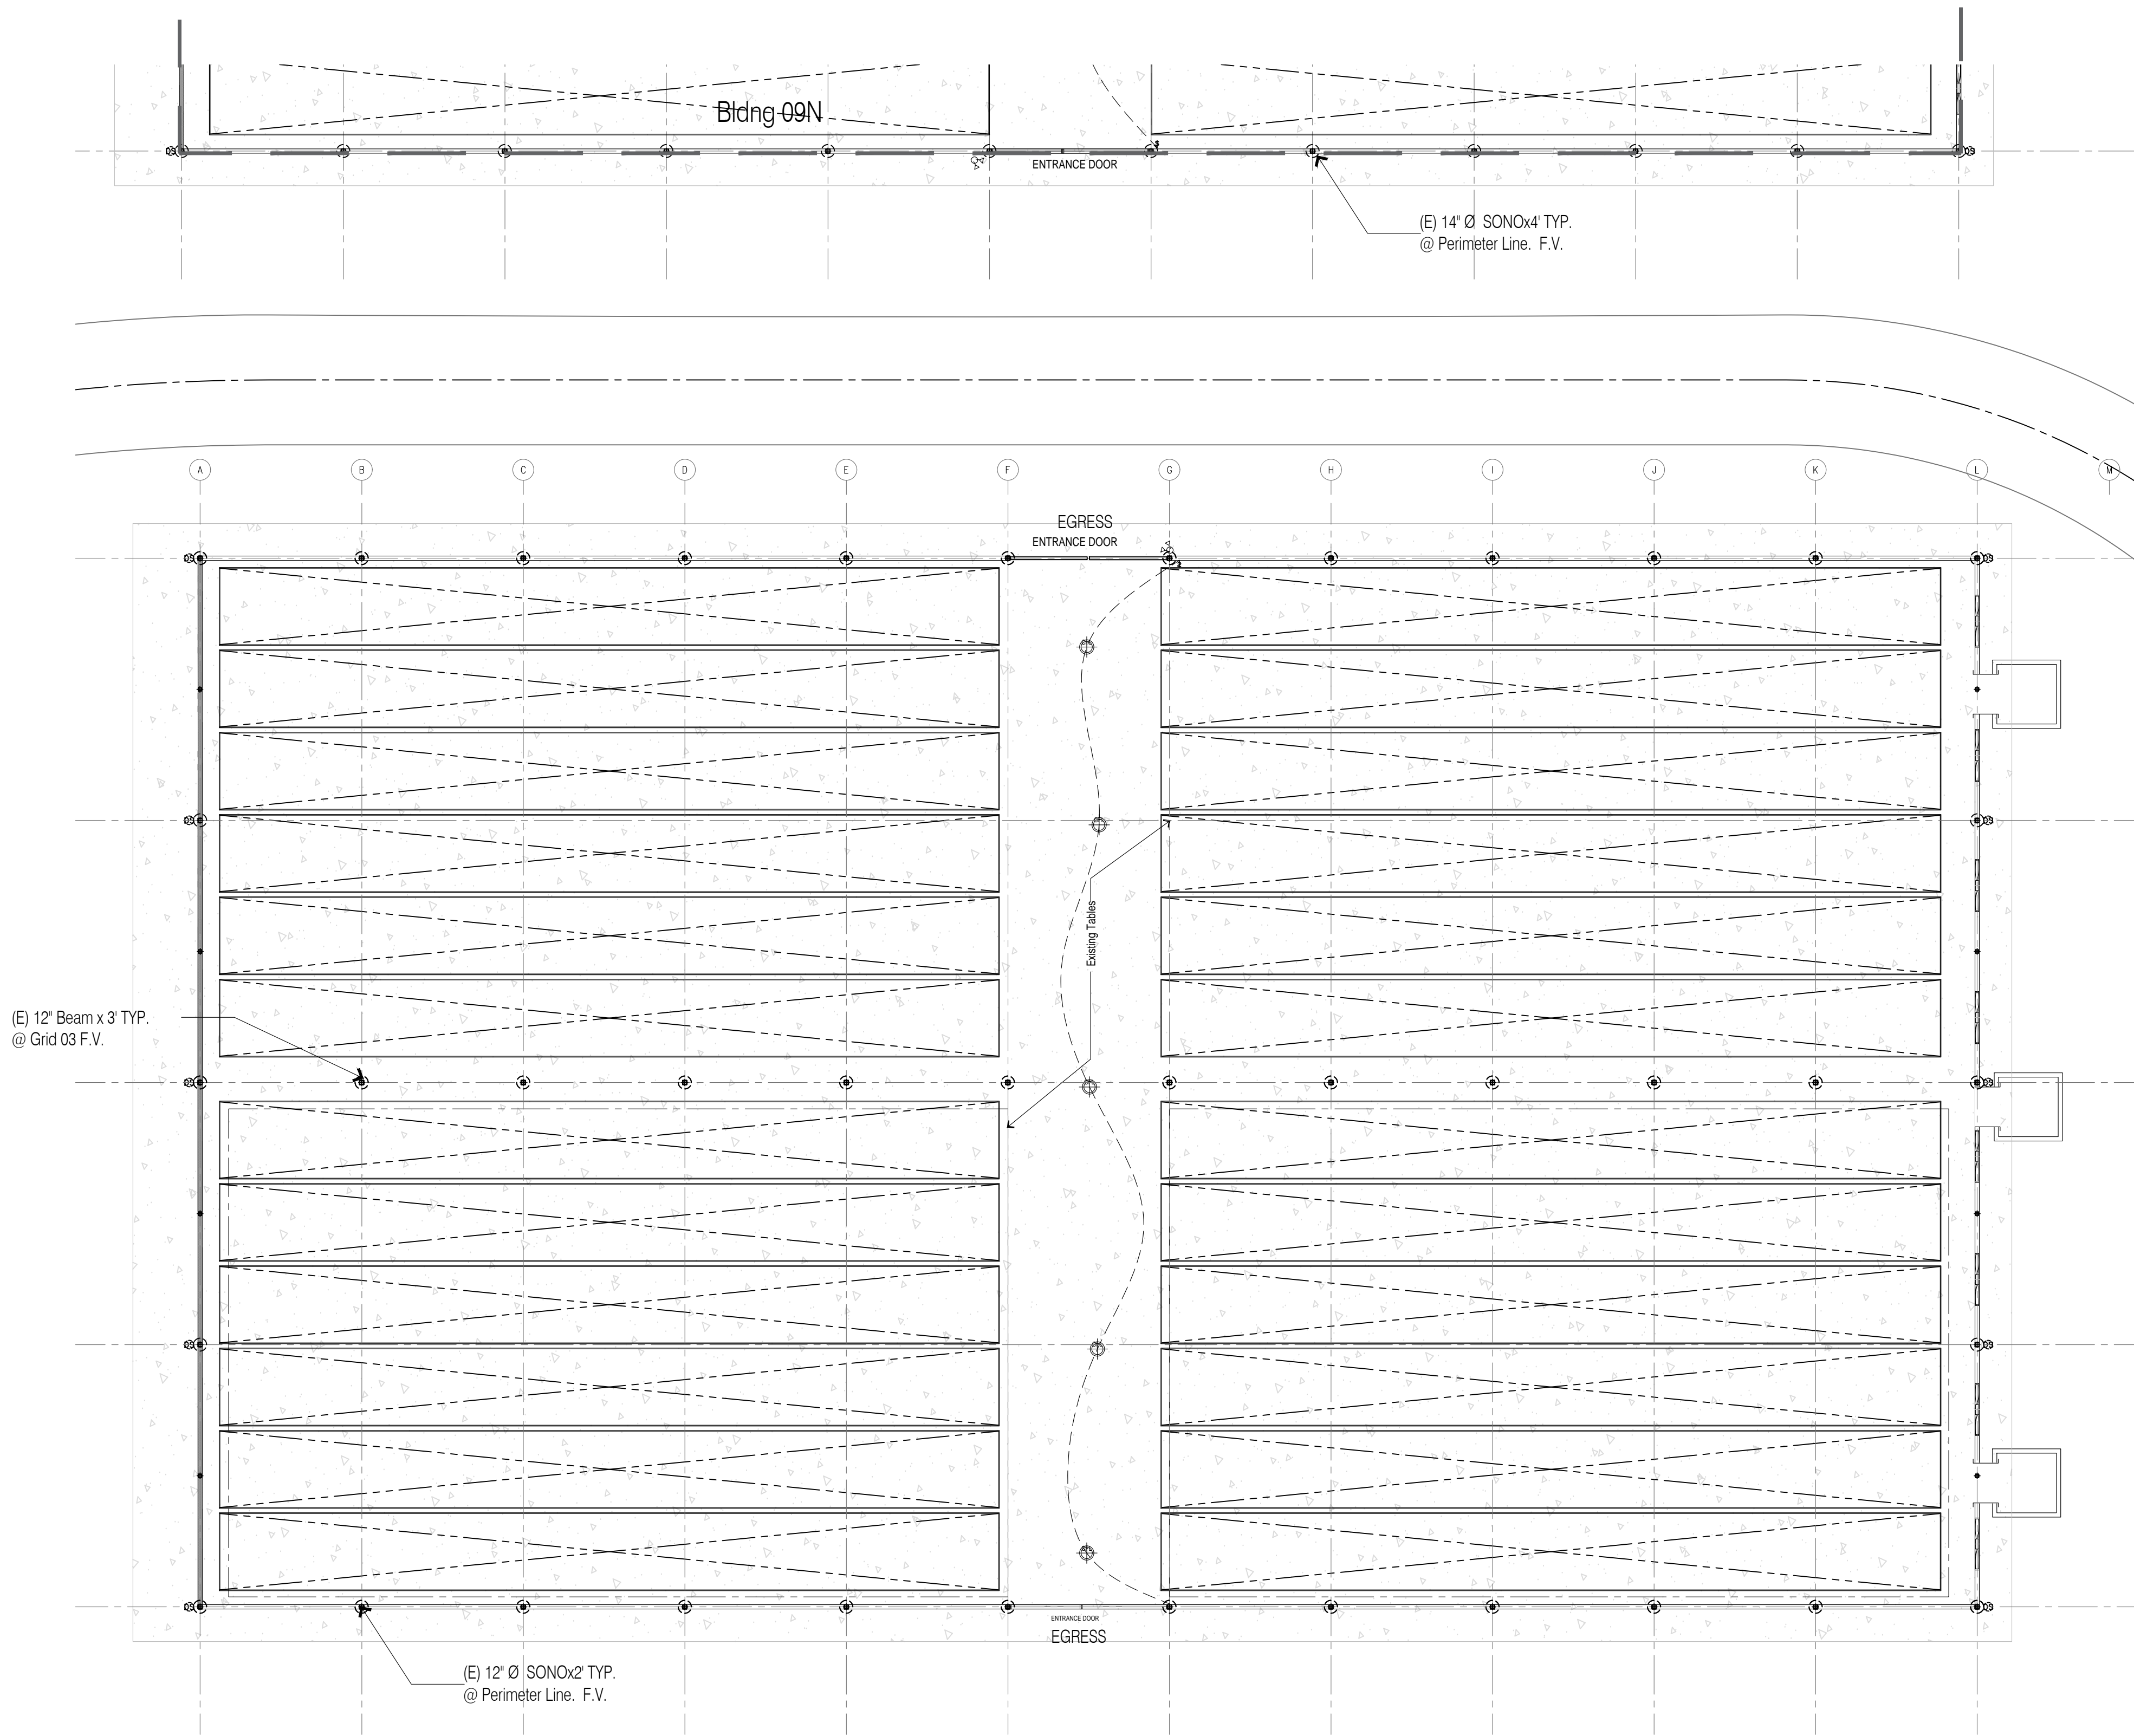 Bldng 09N
ENTRANCE DOOR
(E) 14" Ø SONOx4' TYP.
@ Perimeter Line. F.V.
A B C D E F G H I J K L M
EGRESS
ENTRANCE DOOR
Existing Tables
(E) 12" Beam x 3' TYP.
@ Grid 03 F.V.
ENTRANCE DOOR
EGRESS
(E) 12" Ø SONOx2' TYP.
@ Perimeter Line. F.V.